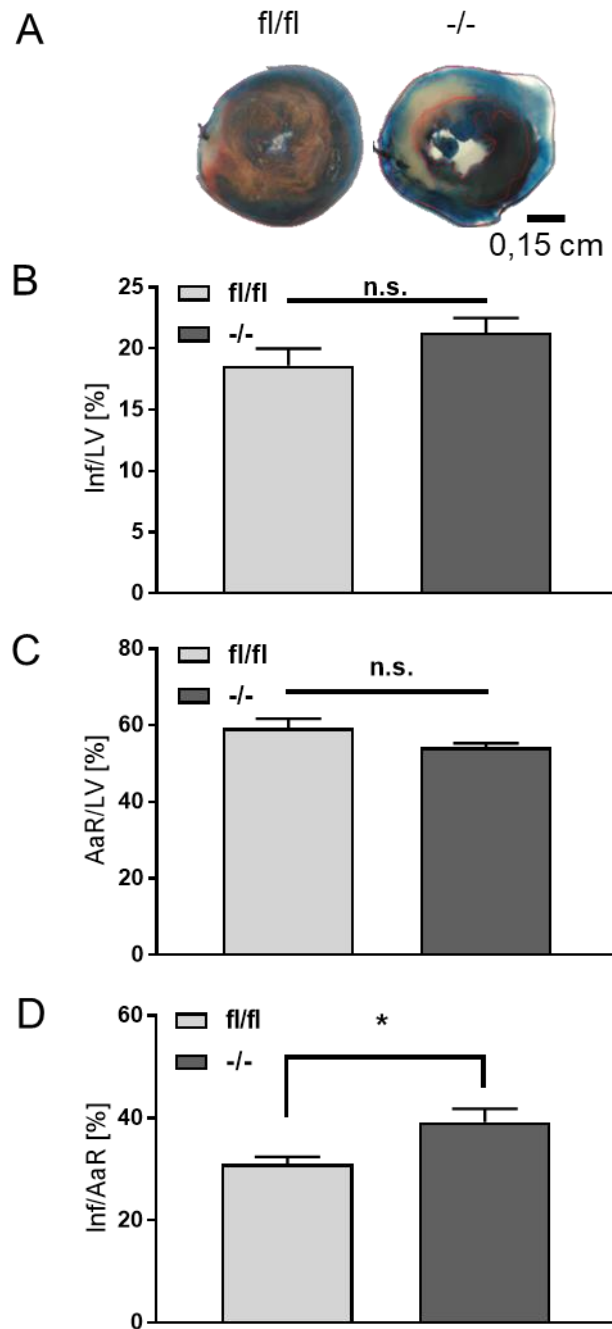 A
fl/fl -/-
0,15 cm
B
25
20
15
10
5
0
Inf/LV [%]
fl/fl
-/-
n.s.
C
80
60
40
20
0
AaR/LV [%]
fl/fl
-/-
n.s.
D
60
40
20
0
Inf/AaR [%]
fl/fl
-/-
*